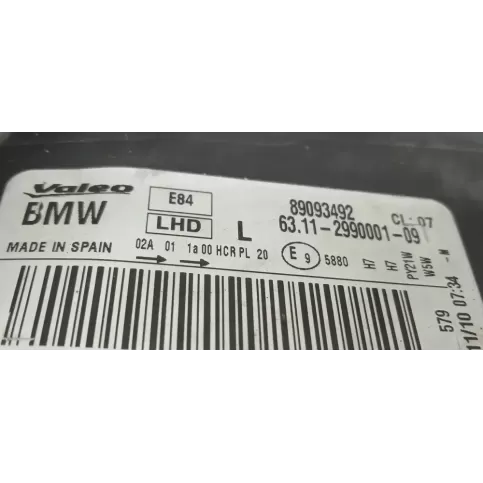 Valeo
BMW
E84
LHD
L
89093492
63.11-2990001-09
CL: 07
MADE IN SPAIN
02A 01 1a 00 HCR PL 20
E 9 5880
H7
H7
PY21W
W5W
-N
579
11/10 07:34